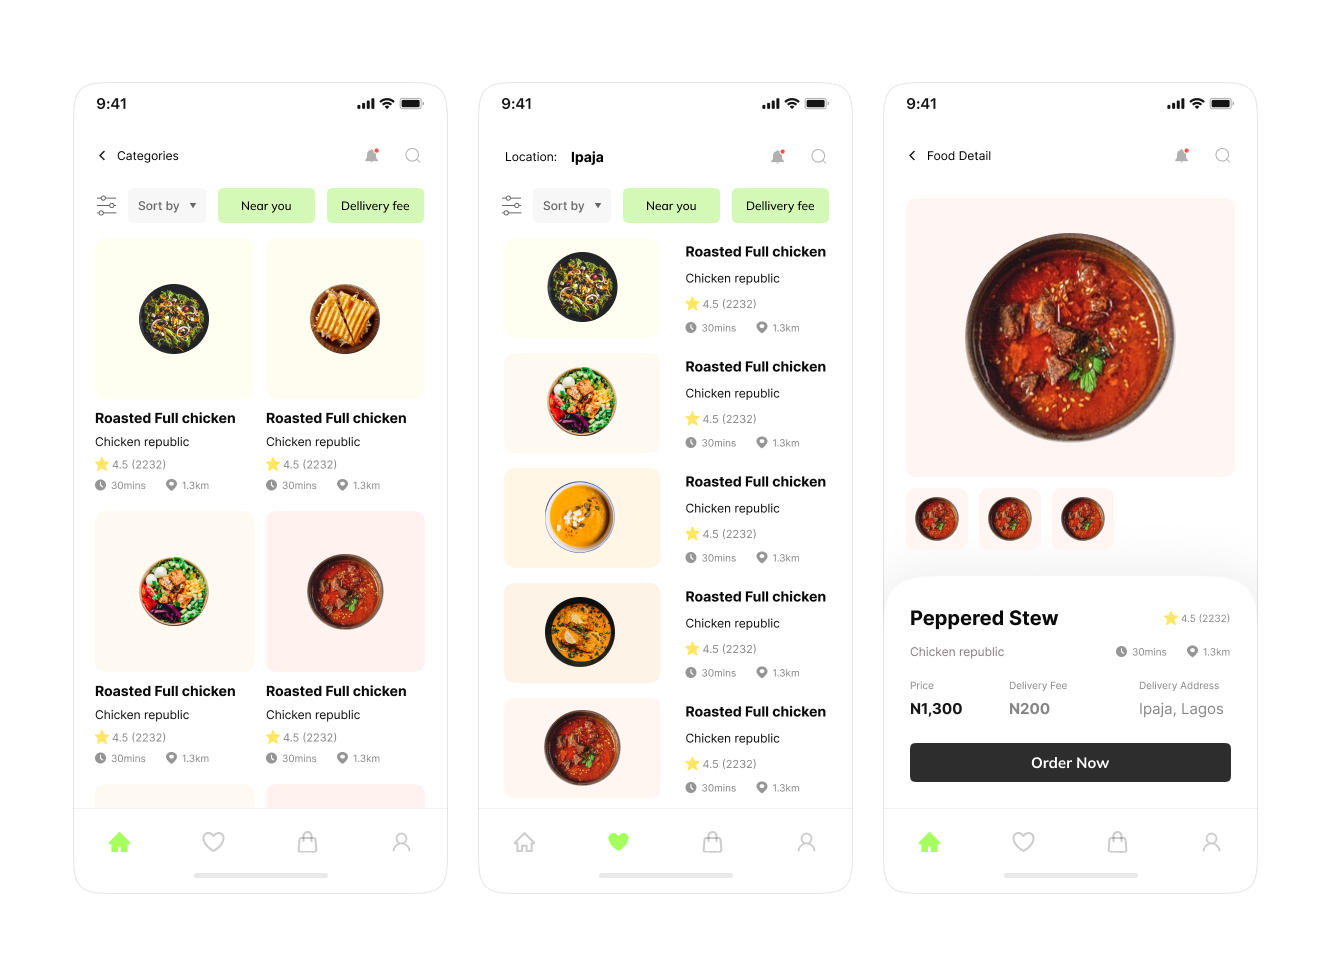 9:41
Categories
Sort by
Near you
Dellivery fee
Roasted Full chicken
Chicken republic
4.5 (2232)
30mins
1.3km
Roasted Full chicken
Chicken republic
4.5 (2232)
30mins
1.3km
Roasted Full chicken
Chicken republic
4.5 (2232)
30mins
1.3km
Roasted Full chicken
Chicken republic
4.5 (2232)
30mins
1.3km
9:41
Location: Ipaja
Sort by
Near you
Dellivery fee
Roasted Full chicken
Chicken republic
4.5 (2232)
30mins
1.3km
Roasted Full chicken
Chicken republic
4.5 (2232)
30mins
1.3km
Roasted Full chicken
Chicken republic
4.5 (2232)
30mins
1.3km
Roasted Full chicken
Chicken republic
4.5 (2232)
30mins
1.3km
Roasted Full chicken
Chicken republic
4.5 (2232)
30mins
1.3km
9:41
Food Detail
Peppered Stew
4.5 (2232)
Chicken republic
30mins
1.3km
Price
N1,300
Delivery Fee
N200
Delivery Address
Ipaja, Lagos
Order Now